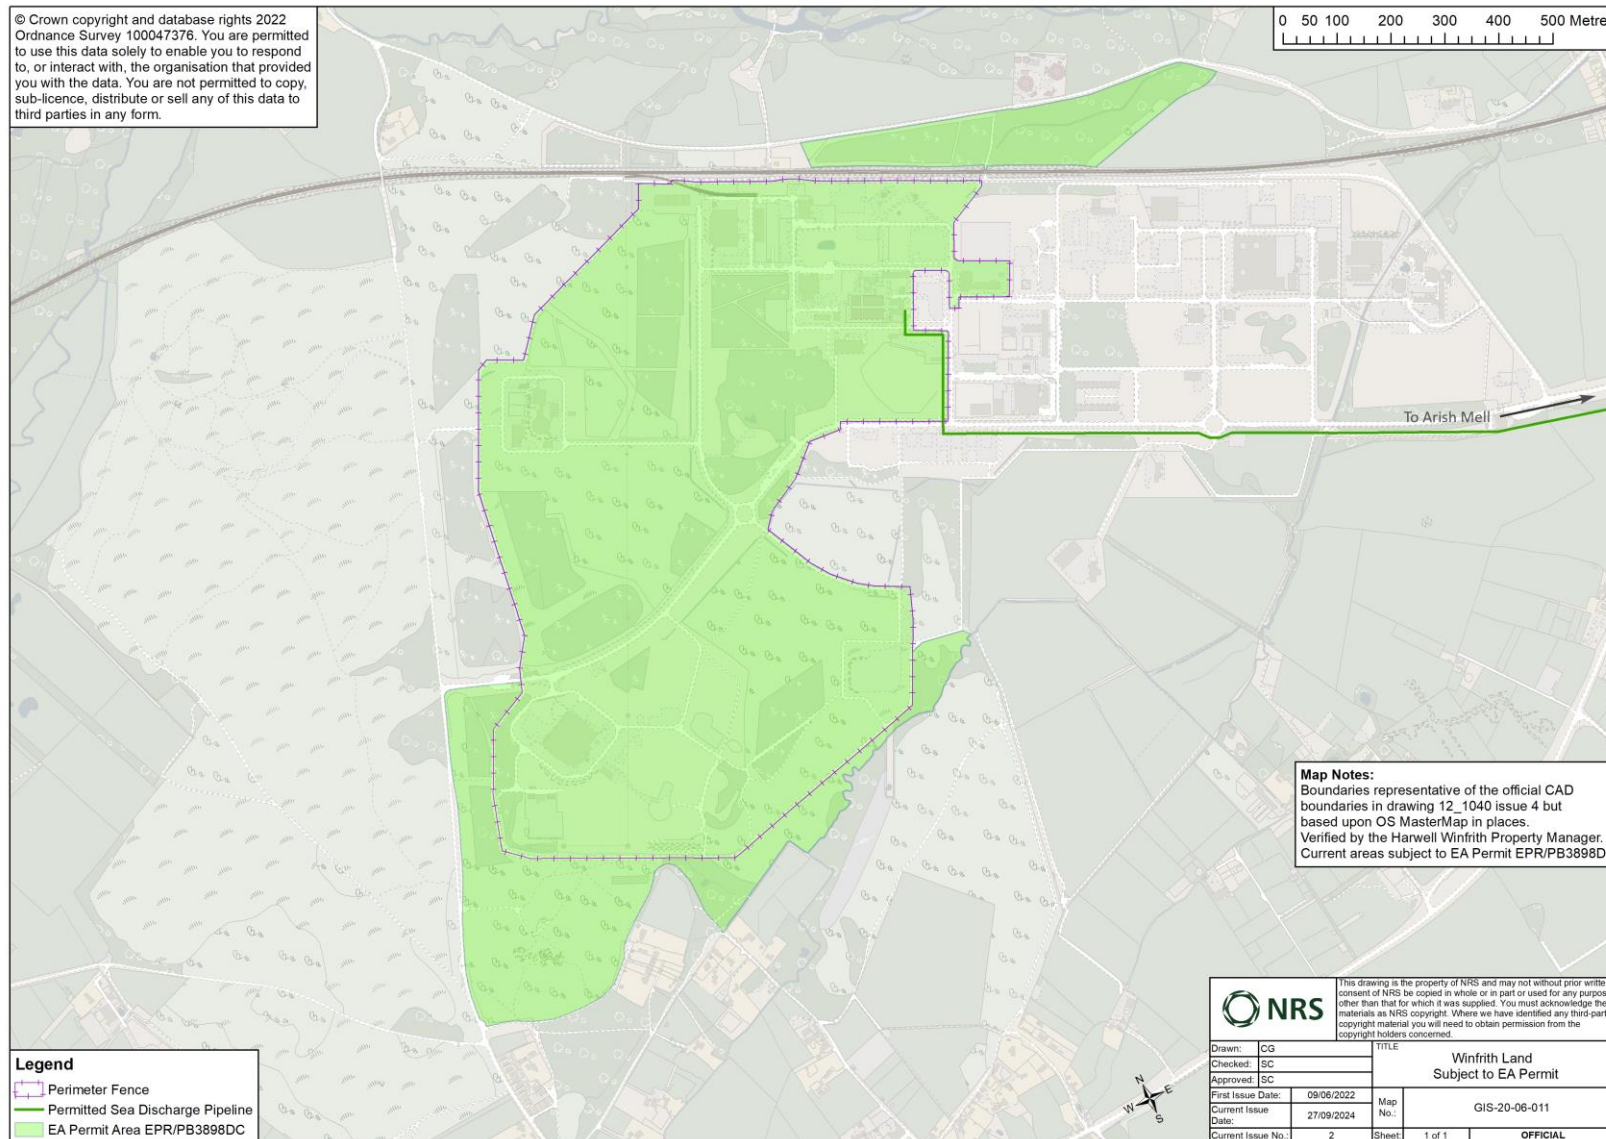 © Crown copyright and database rights 2022
Ordnance Survey 100047376. You are permitted
to use this data solely to enable you to respond
to, or interact with, the organisation that provided
you with the data. You are not permitted to copy,
sub-licence, distribute or sell any of this data to
third parties in any form.
0 50 100 200 300 400 500 Metre
To Arish Mell
Map Notes:
Boundaries representative of the official CAD
boundaries in drawing 12_1040 issue 4 but
based upon OS MasterMap in places.
Verified by the Harwell Winfrith Property Manager.
Current areas subject to EA Permit EPR/PB3898D
Legend
Perimeter Fence
Permitted Sea Discharge Pipeline
EA Permit Area EPR/PB3898DC
N
E
W
S
NRS
This drawing is the property of NRS and may not without prior writte
consent of NRS be copied in whole or in part or used for any purpos
other than that for which it was supplied. You must acknowledge the
materials as NRS copyright. Where we have identified any third-part
copyright material you will need to obtain permission from the
copyright holders concerned.
Drawn: CG
Checked: SC
Approved: SC
First Issue Date: 09/06/2022
Current Issue
Date: 27/09/2024
Current Issue No.: 2
TITLE
Winfrith Land
Subject to EA Permit
Map
No.: GIS-20-06-011
Sheet: 1 of 1 OFFICIAL